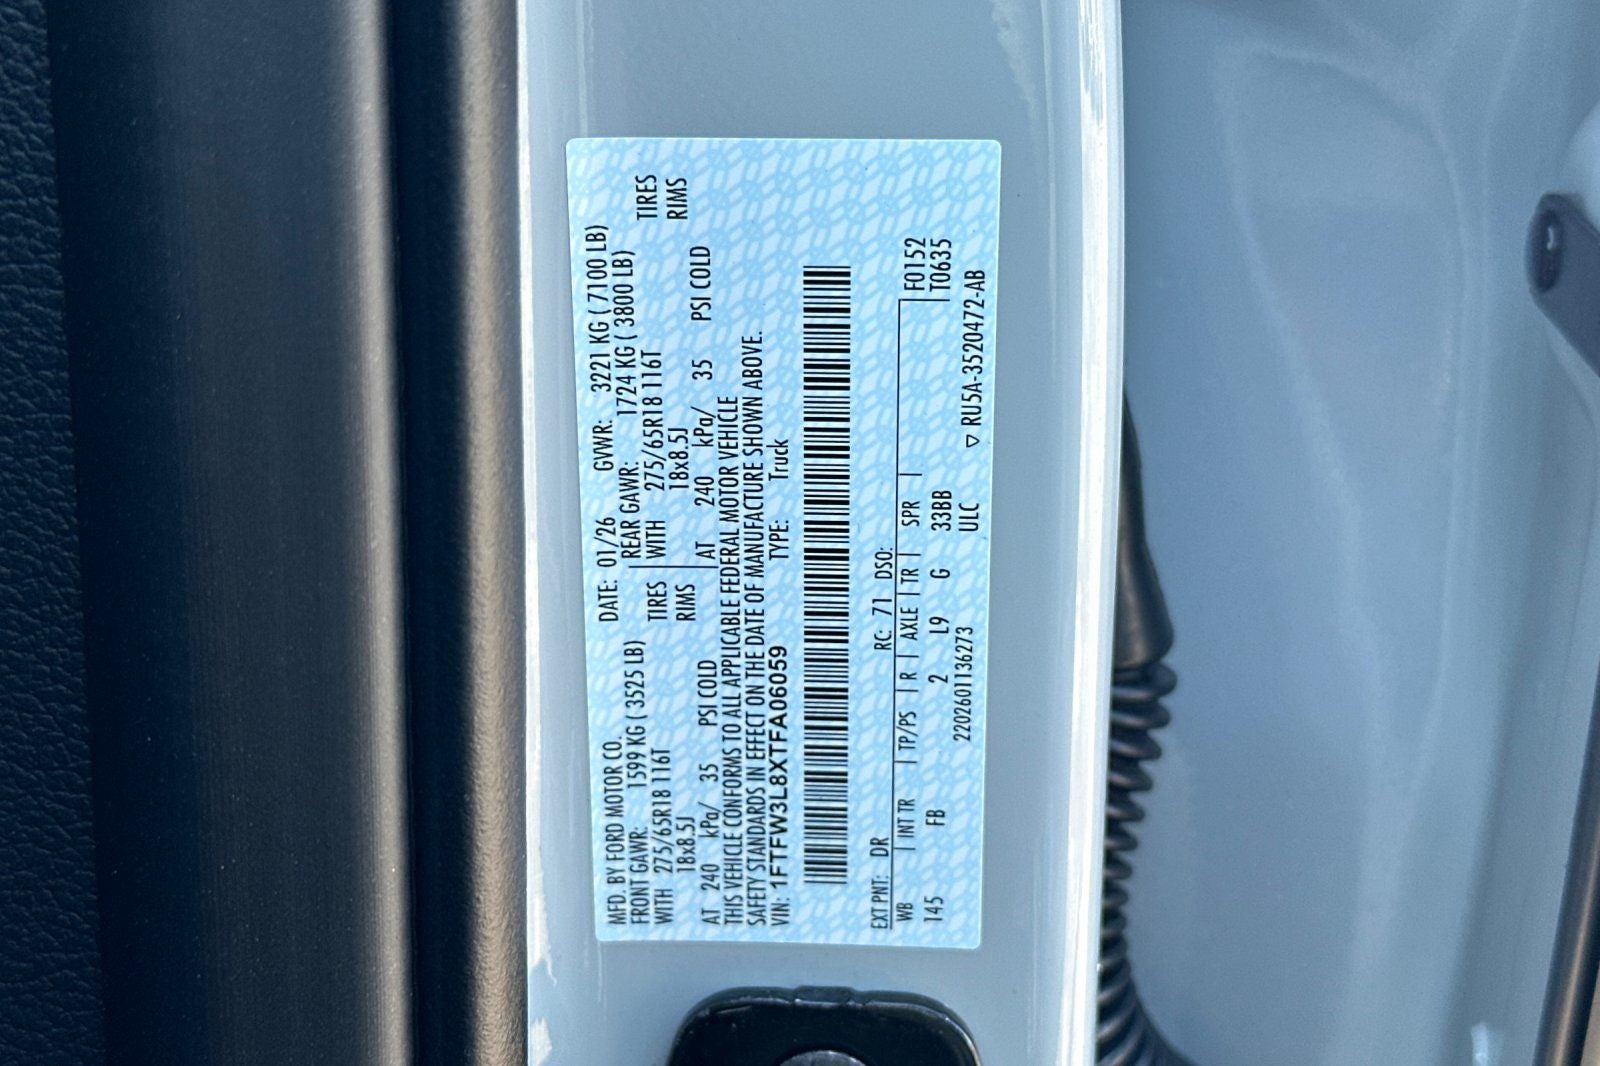 MFD. BY FORD MOTOR CO. DATE: 01/26 GVWR: 3221 KG ( 7100 LB)
FRONT GAWR: 1599 KG ( 3525 LB) REAR GAWR: 1724 KG ( 3800 LB)
WITH 275/65R18 116T TIRES WITH 275/65R18 116T TIRES
18x8.5J RIMS 18x8.5J RIMS
AT 240 kPa/ 35 PSI COLD AT 240 kPa/ 35 PSI COLD
THIS VEHICLE CONFORMS TO ALL APPLICABLE FEDERAL MOTOR VEHICLE
SAFETY STANDARDS IN EFFECT ON THE DATE OF MANUFACTURE SHOWN ABOVE.
VIN: 1FTFW3L8XTFA06059 TYPE: Truck
EXT PNT: DR RC: 71 DSO:
WB INT TR TP/PS R AXLE TR SPR F0152
145 FB 2 L9 G 33BB T0635
220260113627​3 ULC ▽ RU5A-3520472-AB